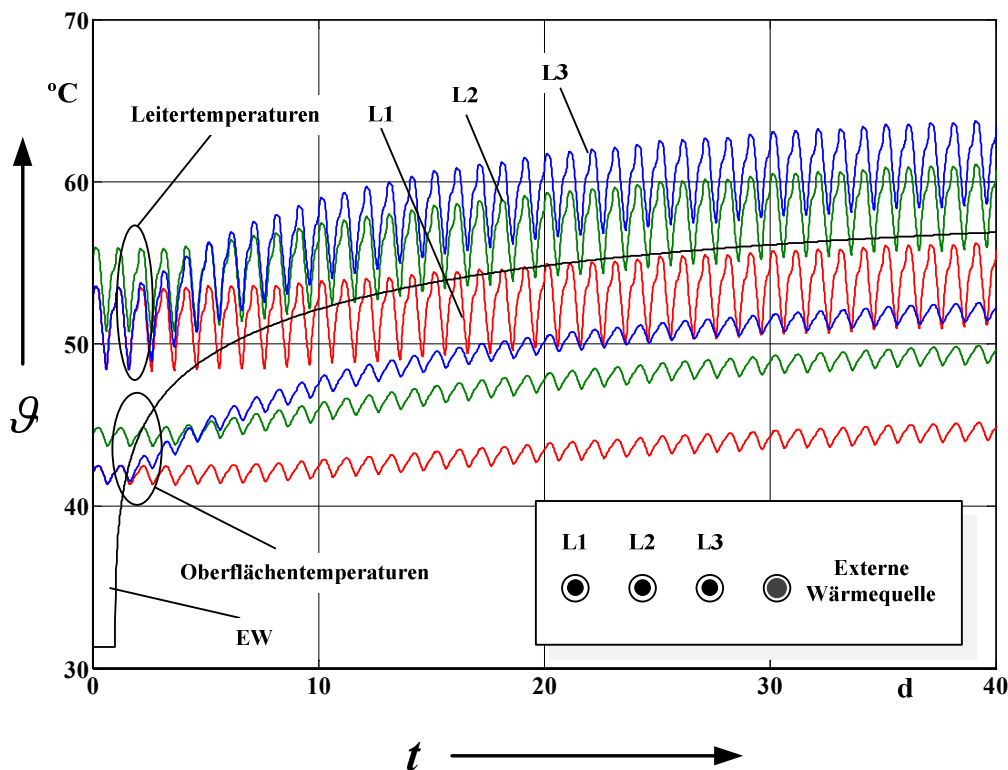 70
ºC
60
50
40
30
ϑ
Leitertemperaturen
L1
L2
L3
Oberflächentemperaturen
EW
L1
L2
L3
Externe
Wärmequelle
0
10
20
30
d
40
t